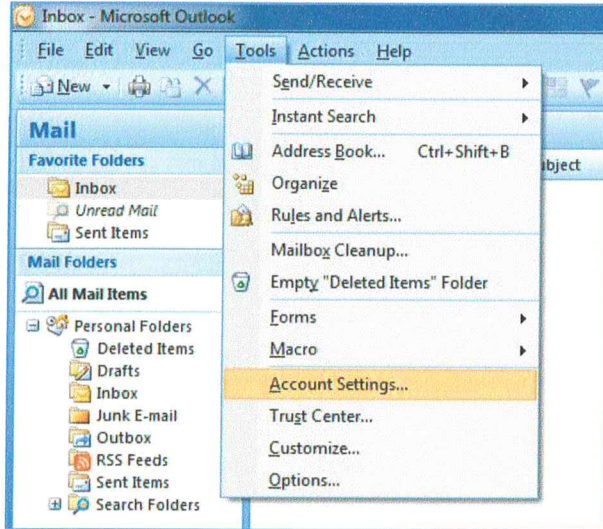 Inbox - Microsoft Outlook
File Edit View Go Tools Actions Help
New
Mail
Favorite Folders
Inbox
Unread Mail
Sent Items
Mail Folders
All Mail Items
Personal Folders
Deleted Items
Drafts
Inbox
Junk E-mail
Outbox
RSS Feeds
Sent Items
Search Folders
Send/Receive
Instant Search
Address Book... Ctrl+Shift+B
Organize
Rules and Alerts...
Mailbox Cleanup...
Empty "Deleted Items" Folder
Forms
Macro
Account Settings...
Trust Center...
Customize...
Options...
ubject